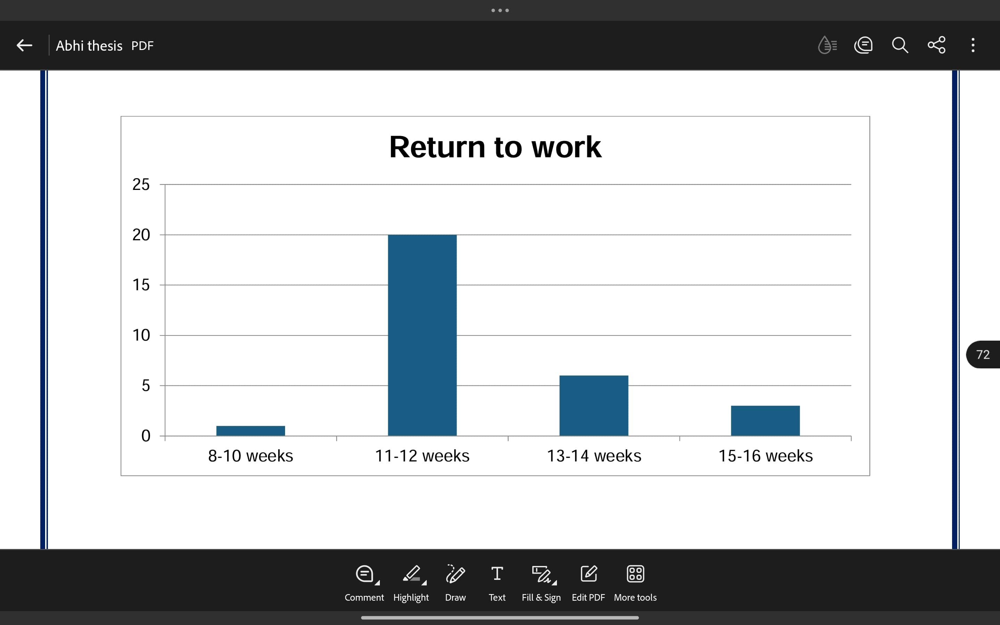 Abhi thesis PDF
Return to work
25
20
15
10
5
0
8-10 weeks 11-12 weeks 13-14 weeks 15-16 weeks
72
Comment Highlight Draw Text Fill & Sign Edit PDF More tools